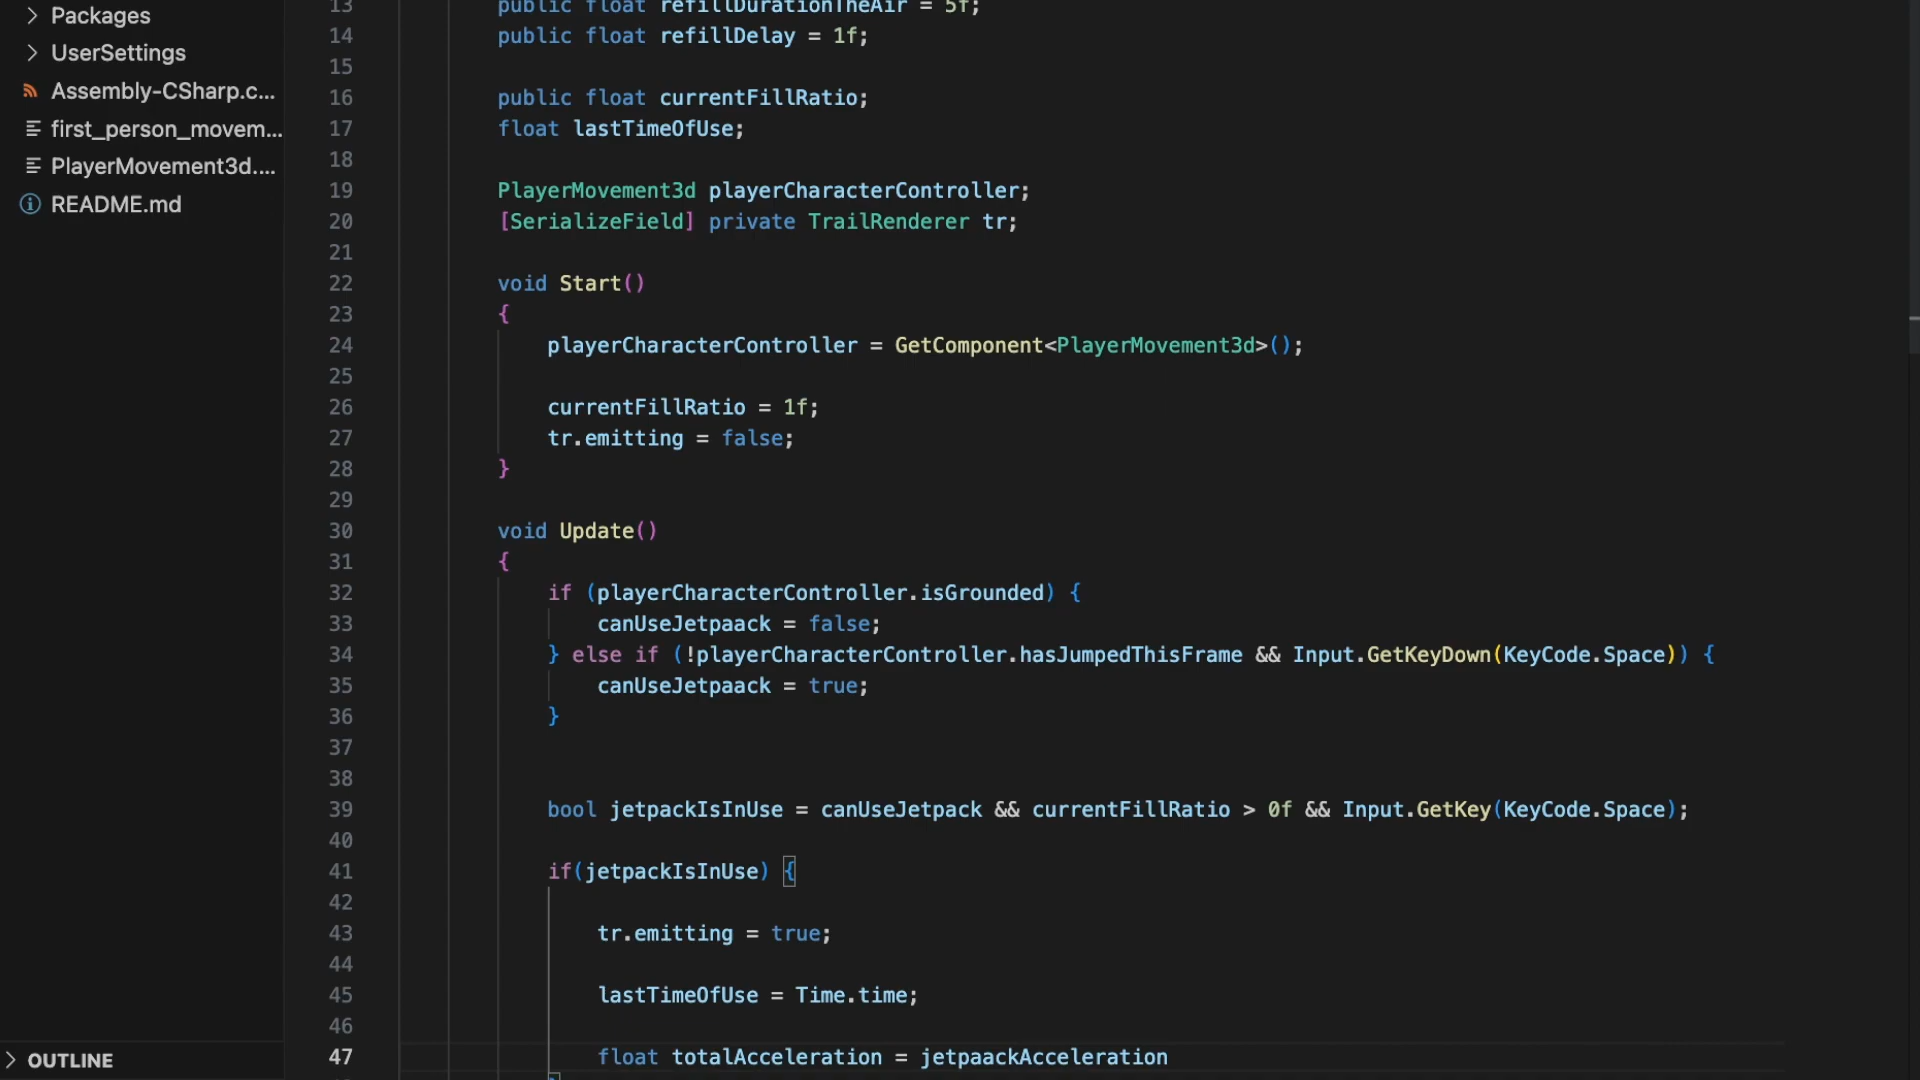 Packages
UserSettings
Assembly-CSharp.c...
first_person_movem...
PlayerMovement3d....
README.md
OUTLINE
13 public float refillDurationTheAir = 5f;
14 public float refillDelay = 1f;
15
16 public float currentFillRatio;
17 float lastTimeOfUse;
18
19 PlayerMovement3d playerCharacterController;
20 [SerializeField] private TrailRenderer tr;
21
22 void Start()
23 {
24 playerCharacterController = GetComponent<PlayerMovement3d>();
25
26 currentFillRatio = 1f;
27 tr.emitting = false;
28 }
29
30 void Update()
31 {
32 if (playerCharacterController.isGrounded) {
33 canUseJetpaack = false;
34 } else if (!playerCharacterController.hasJumpedThisFrame && Input.GetKeyDown(KeyCode.Space)) {
35 canUseJetpaack = true;
36 }
37
38
39 bool jetpackIsInUse = canUseJetpack && currentFillRatio > 0f && Input.GetKey(KeyCode.Space);
40
41 if(jetpackIsInUse) {
42
43 tr.emitting = true;
44
45 lastTimeOfUse = Time.time;
46
47 float totalAcceleration = jetpaackAcceleration